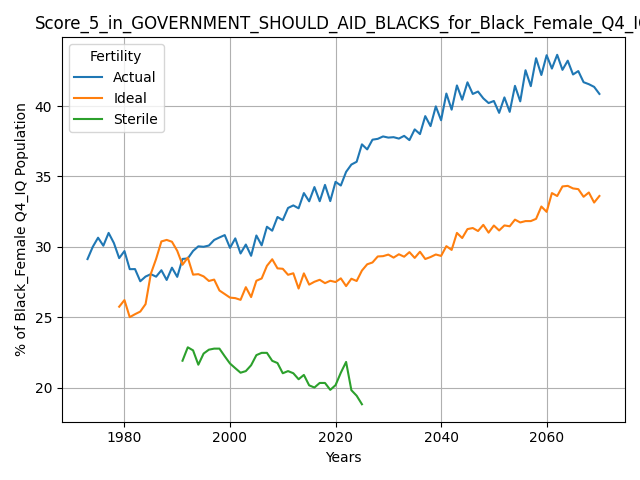 Score_5_in_GOVERNMENT_SHOULD_AID_BLACKS_for_Black_Female_Q4_IQ
Fertility
Actual
Ideal
Sterile
% of Black_Female Q4_IQ Population
40
35
30
25
20
1980
2000
2020
2040
2060
Years